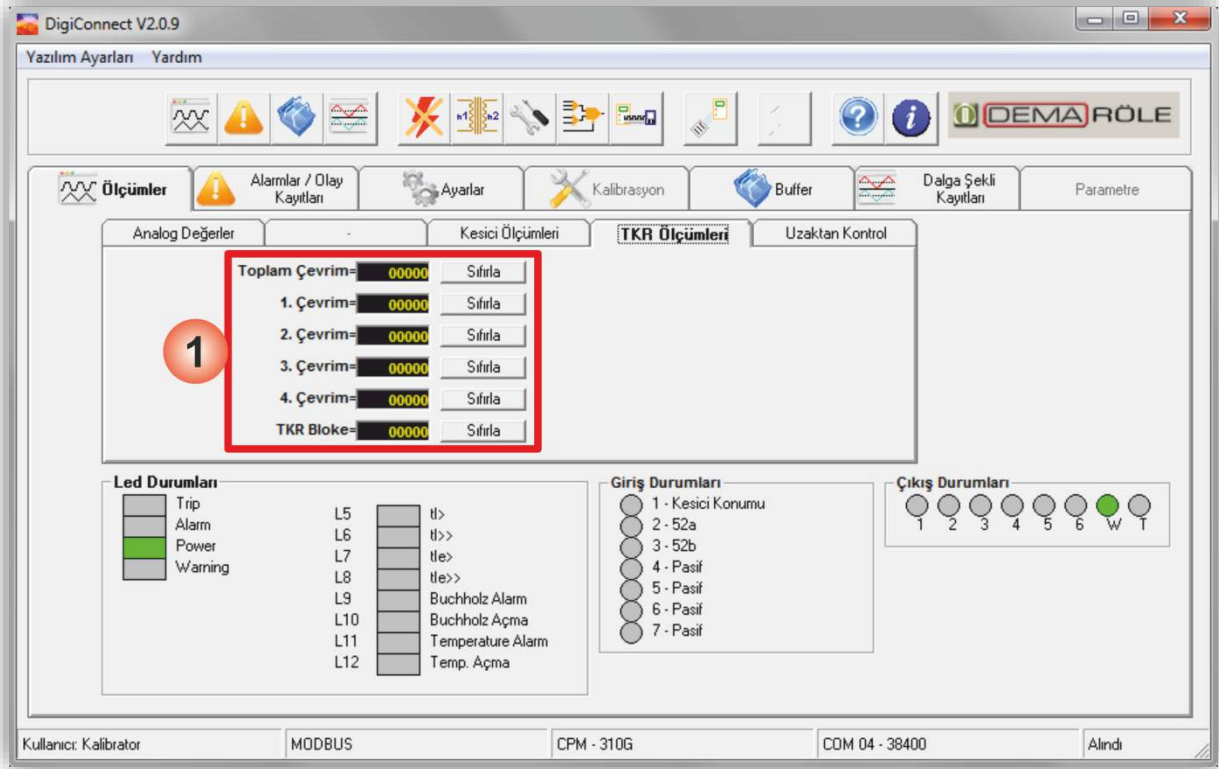 DigiConnect V2.0.9
Yazılım Ayarları Yardım
n1 n2
DEMA RÖLE
Ölçümler
Alarmlar / Olay Kayıtları
Ayarlar
Kalibrasyon
Buffer
Dalga Şekli Kayıtları
Parametre
Analog Değerler - Kesici Ölçümleri TKR Ölçümleri Uzaktan Kontrol
1
Toplam Çevrim= 00000 Sıfırla
1. Çevrim= 00000 Sıfırla
2. Çevrim= 00000 Sıfırla
3. Çevrim= 00000 Sıfırla
4. Çevrim= 00000 Sıfırla
TKR Bloke= 00000 Sıfırla
Led Durumları
Trip
Alarm
Power
Warning
L5 tI>
L6 tI>>
L7 tIe>
L8 tIe>>
L9 Buchholz Alarm
L10 Buchholz Açma
L11 Temperature Alarm
L12 Temp. Açma
Giriş Durumları
1 - Kesici Konumu
2 - 52a
3 - 52b
4 - Pasif
5 - Pasif
6 - Pasif
7 - Pasif
Çıkış Durumları
1 2 3 4 5 6 W T
Kullanıcı: Kalibrator MODBUS CPM - 310G COM 04 - 38400 Alındı